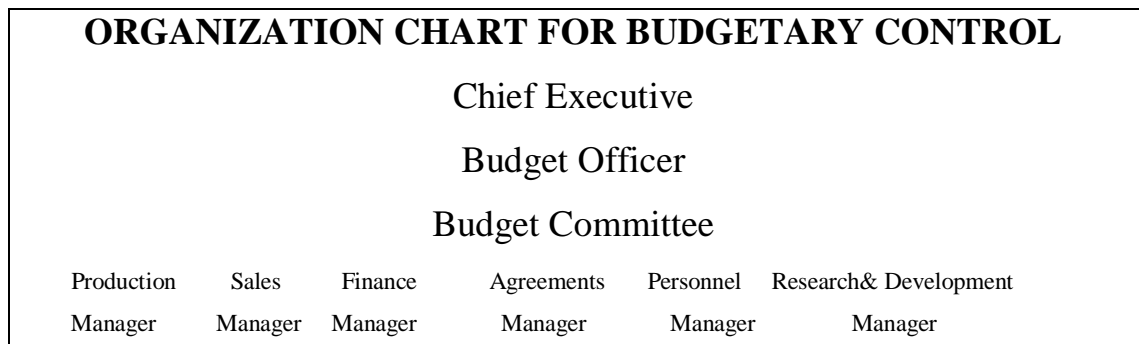 ORGANIZATION CHART FOR BUDGETARY CONTROL
Chief Executive
Budget Officer
Budget Committee
Production Sales Finance Agreements Personnel Research& Development
Manager Manager Manager Manager Manager Manager